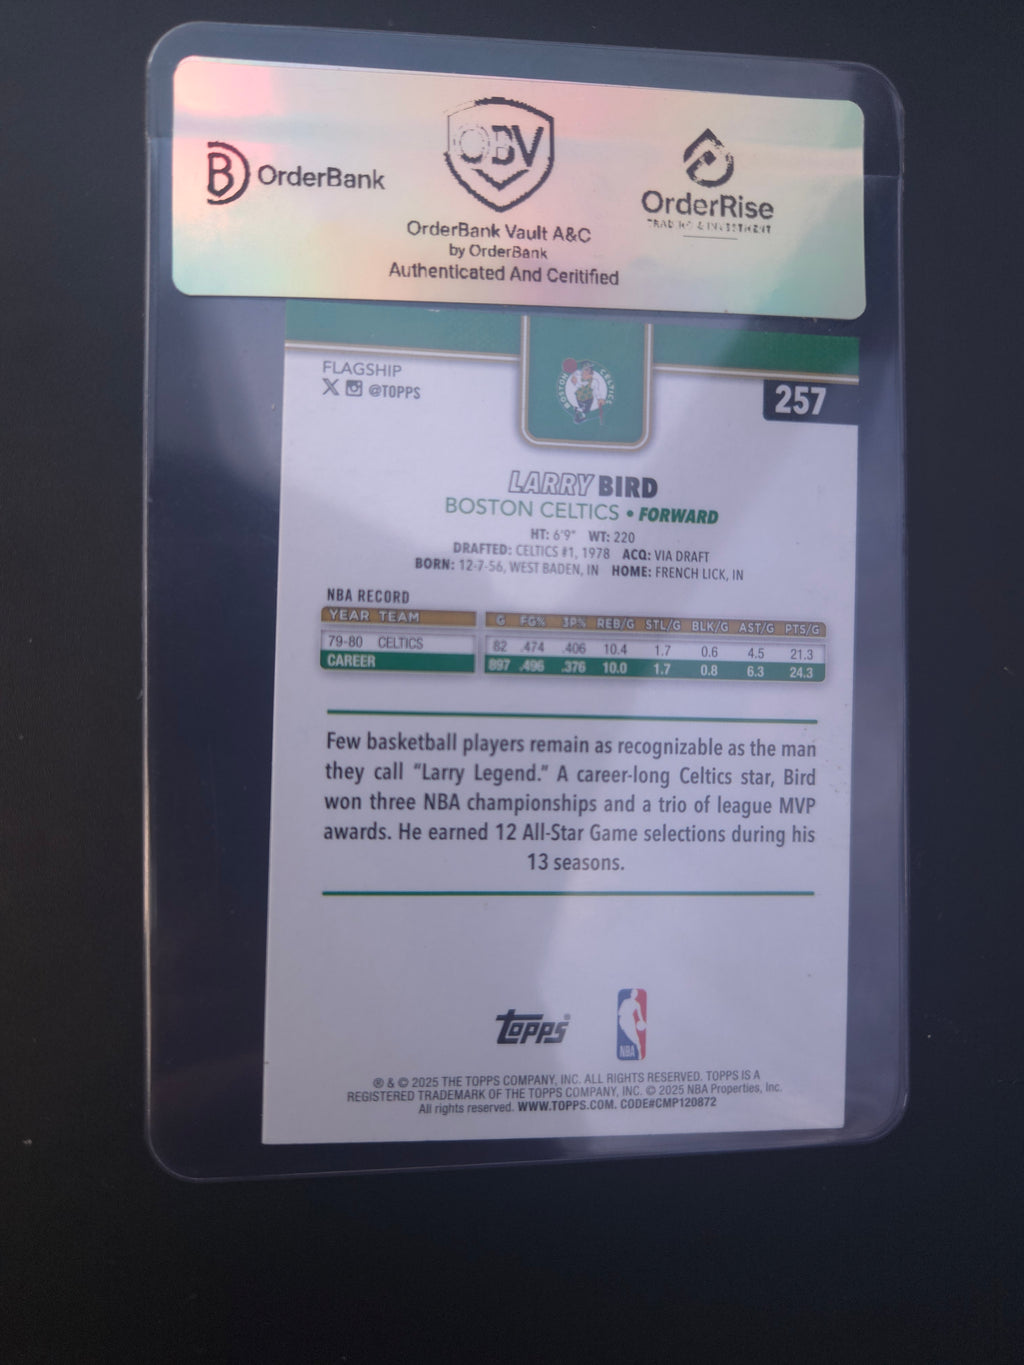 B OrderBank
OBV
OrderBank Vault A&C
by OrderBank
Authenticated And Ceritified
OrderRise
TRADING & INVESTMENT
FLAGSHIP
X @TOPPS
BOSTON CELTICS
257
LARRY BIRD
BOSTON CELTICS • FORWARD
HT: 6'9" WT: 220
DRAFTED: CELTICS #1, 1978 ACQ: VIA DRAFT
BORN: 12-7-56, WEST BADEN, IN HOME: FRENCH LICK, IN
NBA RECORD
YEAR TEAM G FG% 3P% REB/G STL/G BLK/G AST/G PTS/G
79-80 CELTICS 82 .474 .406 10.4 1.7 0.6 4.5 21.3
CAREER 897 .496 .376 10.0 1.7 0.8 6.3 24.3
Few basketball players remain as recognizable as the man
they call "Larry Legend." A career-long Celtics star, Bird
won three NBA championships and a trio of league MVP
awards. He earned 12 All-Star Game selections during his
13 seasons.
TOPPS
NBA
® & © 2025 THE TOPPS COMPANY, INC. ALL RIGHTS RESERVED. TOPPS IS A
REGISTERED TRADEMARK OF THE TOPPS COMPANY, INC. © 2025 NBA Properties, Inc.
All rights reserved. WWW.TOPPS.COM. CODE#CMP120872